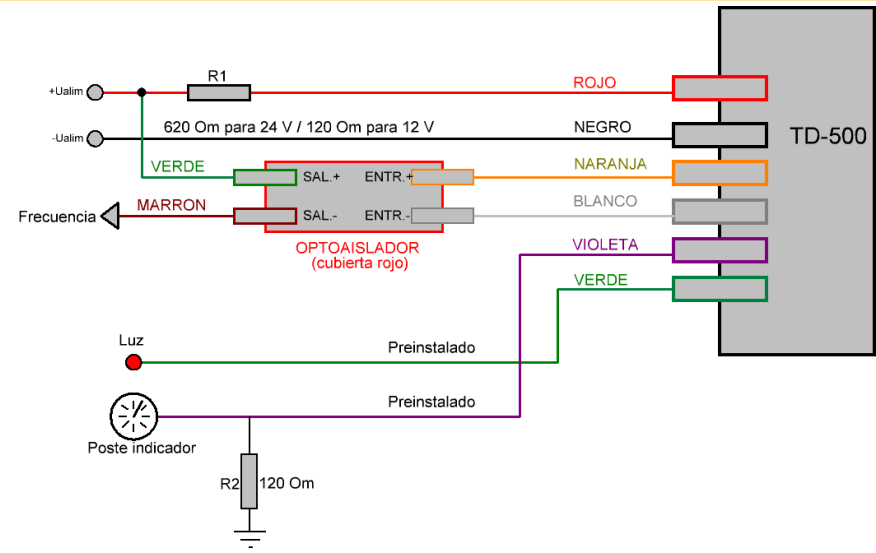 R1
ROJO
+Ualim
620 Om para 24 V / 120 Om para 12 V
NEGRO
-Ualim
TD-500
VERDE
SAL.+
ENTR.+
NARANJA
MARRON
SAL.-
ENTR.-
BLANCO
Frecuencia
OPTOAISLADOR
(cubierta rojo)
VIOLETA
VERDE
Luz
Preinstalado
Preinstalado
Poste indicador
R2
120 Om